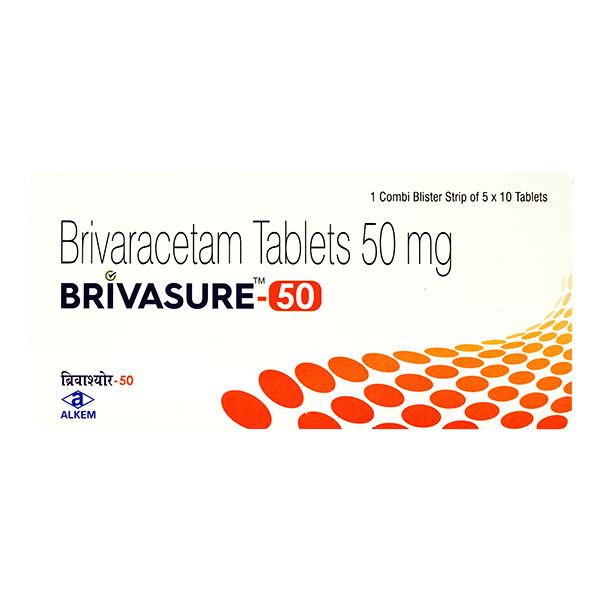 1 Combi Blister Strip of 5 x 10 Tablets
Brivaracetam Tablets 50 mg
BRIVASURE™-50
ब्रिवाश्योर-50
a
ALKEM